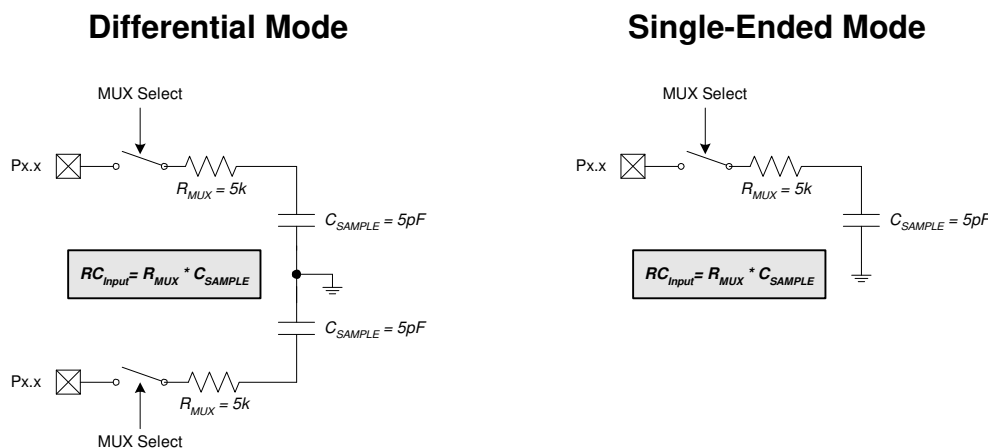 Differential Mode
MUX Select
Px.x
R_MUX = 5k
C_SAMPLE = 5pF
RC_Input= R_MUX * C_SAMPLE
C_SAMPLE = 5pF
Px.x
R_MUX = 5k
MUX Select
Single-Ended Mode
MUX Select
Px.x
R_MUX = 5k
C_SAMPLE = 5pF
RC_Input= R_MUX * C_SAMPLE